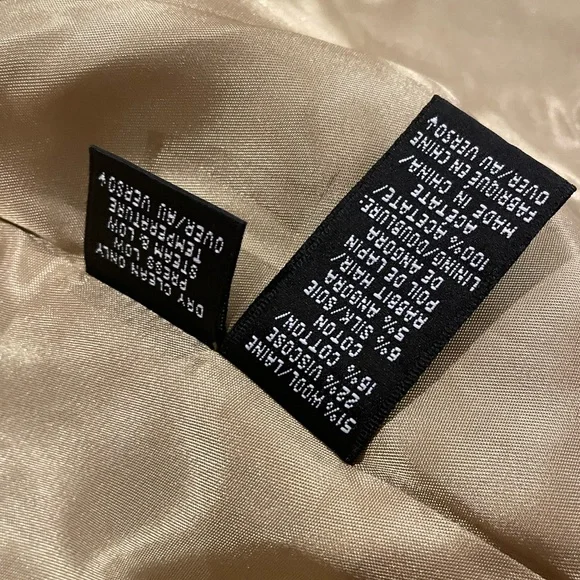 DRY CLEAN ONLY
PRESS LOW
STEAM & LOW
TEMPERATURE
OVER/AU VERSO↓
51% WOOL/LAINE
22% VISCOSE
16% COTTON/
COTON
6% SILK/SOIE
5% ANGORA
RABBIT HAIR/
POIL DE LAPIN
DE ANGORA
LINING/DOUBLURE:
100% ACETATE/
ACETATE
MADE IN CHINA/
FABRIQUE EN CHINE
OVER/AU VERSO↓